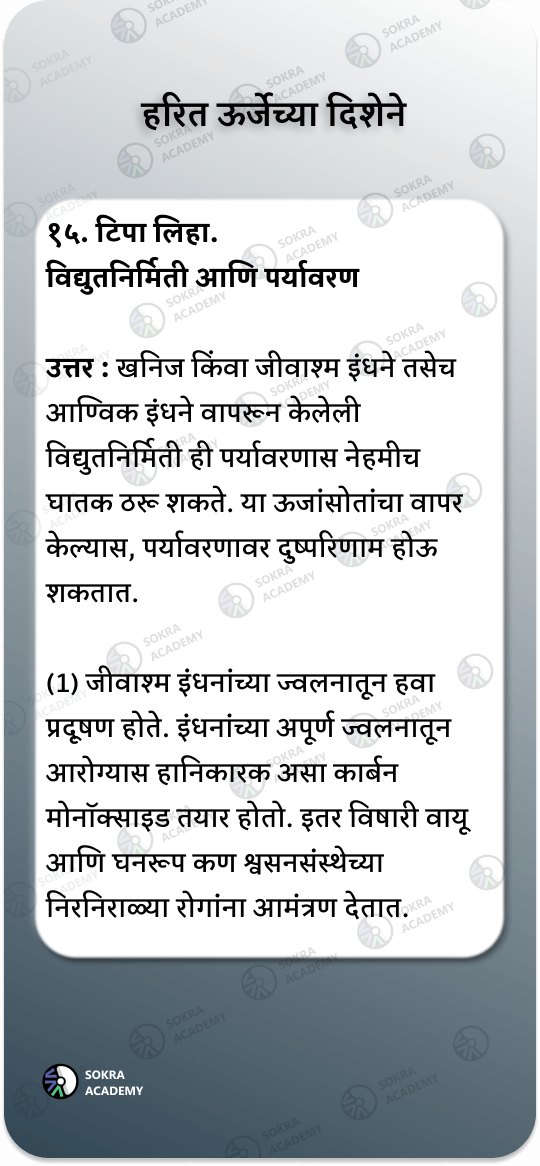 हरित ऊर्जेच्या दिशेने
१५. टिपा लिहा.
विद्युतनिर्मिती आणि पर्यावरण
उत्तर : खनिज किंवा जीवाश्म इंधने तसेच
आण्विक इंधने वापरून केलेली
विद्युतनिर्मिती ही पर्यावरणास नेहमीच
घातक ठरू शकते. या ऊजांसोतांचा वापर
केल्यास, पर्यावरणावर दुष्परिणाम होऊ
शकतात.
(1) जीवाश्म इंधनांच्या ज्वलनातून हवा
प्रदूषण होते. इंधनांच्या अपूर्ण ज्वलनातून
आरोग्यास हानिकारक असा कार्बन
मोनॉक्साइड तयार होतो. इतर विषारी वायू
आणि घनरूप कण श्वसनसंस्थेच्या
निरनिराळ्या रोगांना आमंत्रण देतात.
SOKRA
ACADEMY